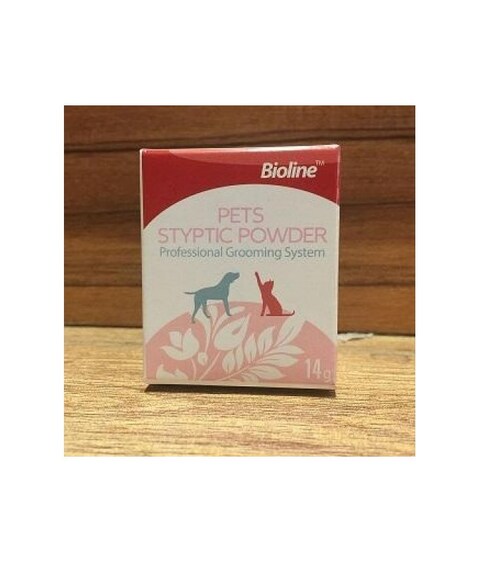 Bioline™
PETS
STYPTIC POWDER
Professional Grooming System
14g